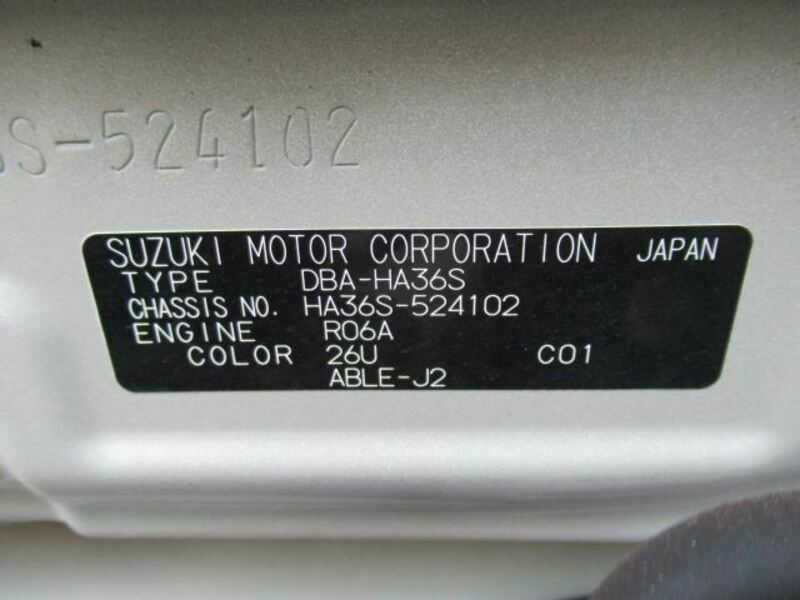 S-524102
SUZUKI MOTOR CORPORATION JAPAN
TYPE DBA-HA36S
CHASSIS NO. HA36S-524102
ENGINE R06A
COLOR 26U C01
ABLE-J2